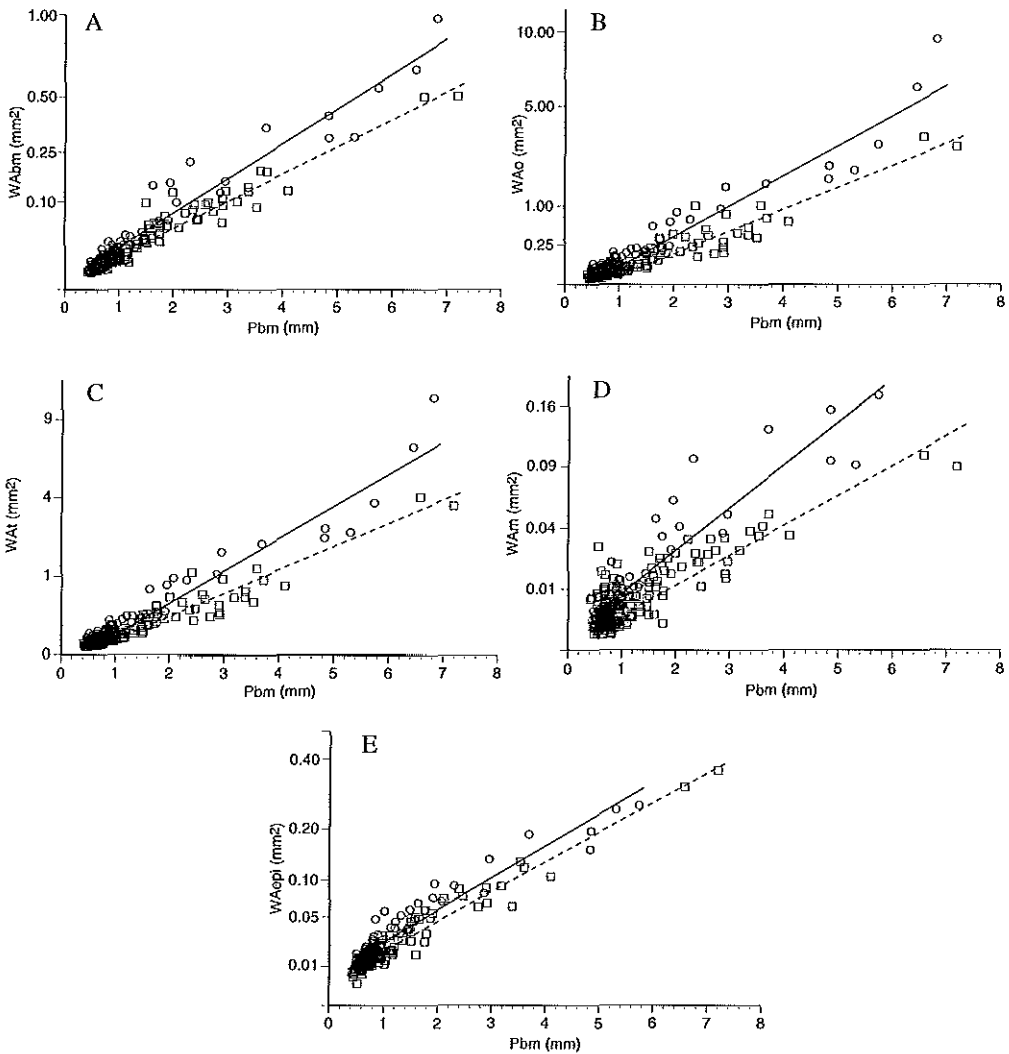 A
1.00
0.50
0.25
0.10
WAbm (mm2)
0 1 2 3 4 5 6 7 8
Pbm (mm)
B
10.00
5.00
1.00
0.25
WAo (mm2)
0 1 2 3 4 5 6 7 8
Pbm (mm)
C
9
4
1
0
WAt (mm2)
0 1 2 3 4 5 6 7 8
Pbm (mm)
D
0.16
0.09
0.04
0.01
WAm (mm2)
0 1 2 3 4 5 6 7 8
Pbm (mm)
E
0.40
0.20
0.10
0.05
0.01
WAepi (mm2)
0 1 2 3 4 5 6 7 8
Pbm (mm)